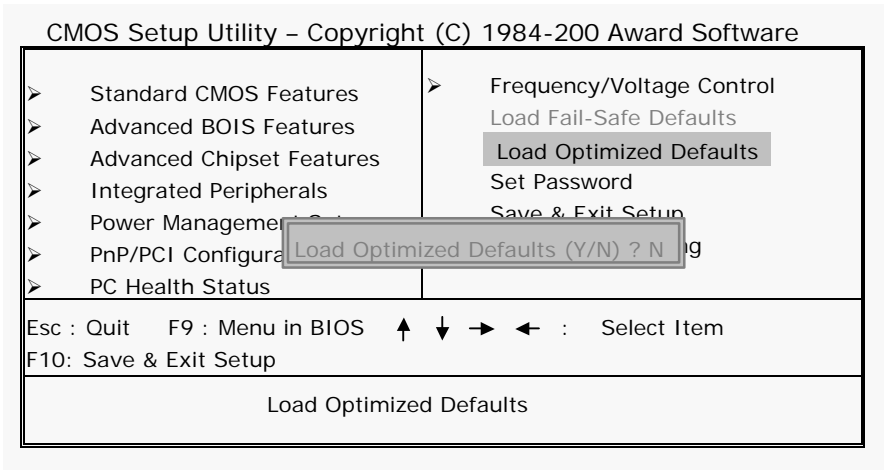 CMOS Setup Utility – Copyright (C) 1984-200 Award Software
➢ Standard CMOS Features
➢ Advanced BOIS Features
➢ Advanced Chipset Features
➢ Integrated Peripherals
➢ Power Management
➢ PnP/PCI Configura
➢ PC Health Status
➢ Frequency/Voltage Control
Load Fail-Safe Defaults
Load Optimized Defaults
Set Password
Save & Exit Setup
Load Optimized Defaults (Y/N) ? N
Esc : Quit F9 : Menu in BIOS ↑ ↓ → ← : Select Item
F10: Save & Exit Setup
Load Optimized Defaults